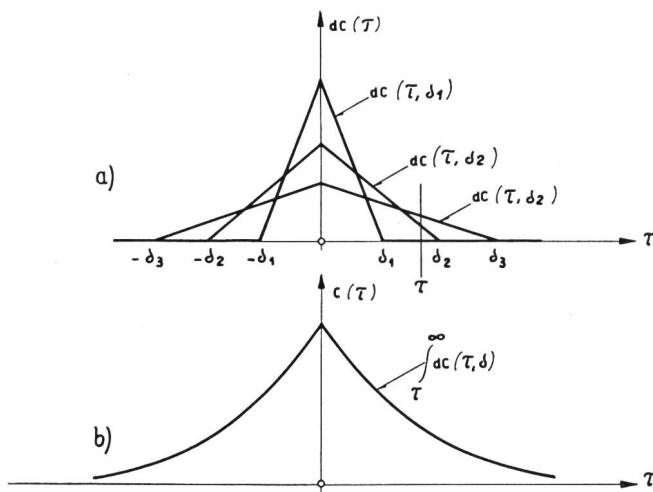 dC(τ)
dC(τ, δ1)
dC(τ, δ2)
dC(τ, δ2)
a)
-δ3 -δ2 -δ1 δ1 δ2 δ3 τ
τ
C(τ)
∞
∫ dC(τ, δ)
τ
b)
τ